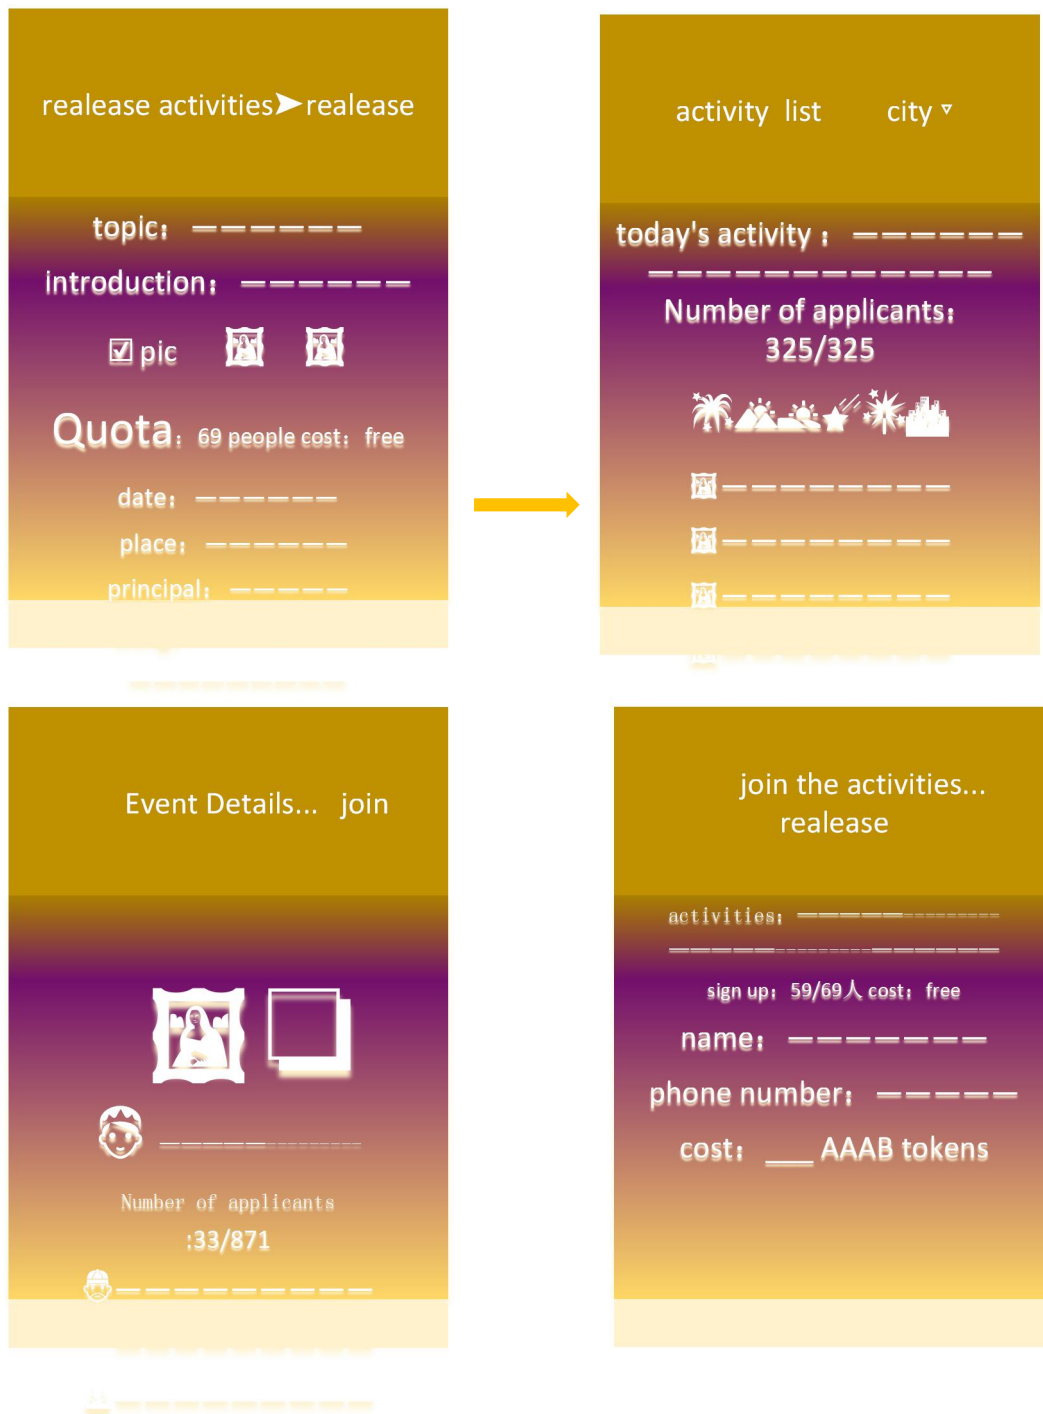 realease activities➤realease
topic：——————
introduction：——————
☑ pic
Quota：69 people cost：free
date：——————
place：——————
principal：—————
activity list city ▿
today's activity ：——————
————————————
Number of applicants：
325/325
—————————
—————————
—————————
Event Details... join
——————---------
Number of applicants
:33/871
—————————
join the activities...
realease
activities：—————---------
—————---------——————
sign up：59/69人 cost：free
name：———————
phone number：—————
cost：___ AAAB tokens